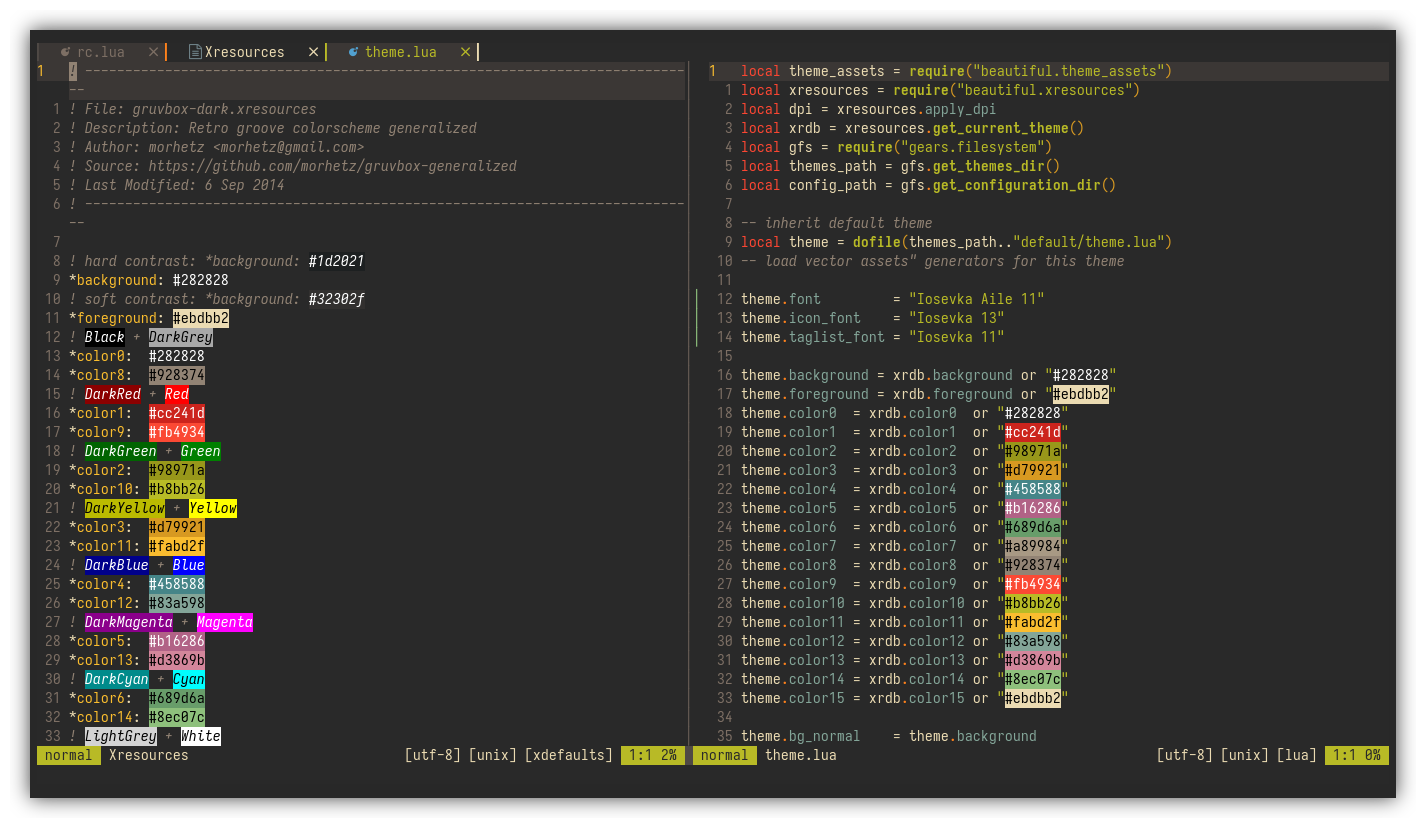 rc.lua × Xresources × theme.lua ×
1 ! ---------------------------------------------------------------------------
--
1 ! File: gruvbox-dark.xresources
2 ! Description: Retro groove colorscheme generalized
3 ! Author: morhetz <morhetz@gmail.com>
4 ! Source: https://github.com/morhetz/gruvbox-generalized
5 ! Last Modified: 6 Sep 2014
6 ! ---------------------------------------------------------------------------
--
7
8 ! hard contrast: *background: #1d2021
9 *background: #282828
10 ! soft contrast: *background: #32302f
11 *foreground: #ebdbb2
12 ! Black + DarkGrey
13 *color0:  #282828
14 *color8:  #928374
15 ! DarkRed + Red
16 *color1:  #cc241d
17 *color9:  #fb4934
18 ! DarkGreen + Green
19 *color2:  #98971a
20 *color10: #b8bb26
21 ! DarkYellow + Yellow
22 *color3:  #d79921
23 *color11: #fabd2f
24 ! DarkBlue + Blue
25 *color4:  #458588
26 *color12: #83a598
27 ! DarkMagenta + Magenta
28 *color5:  #b16286
29 *color13: #d3869b
30 ! DarkCyan + Cyan
31 *color6:  #689d6a
32 *color14: #8ec07c
33 ! LightGrey + White
normal Xresources [utf-8] [unix] [xdefaults] 1:1 2%
1 local theme_assets = require("beautiful.theme_assets")
1 local xresources = require("beautiful.xresources")
2 local dpi = xresources.apply_dpi
3 local xrdb = xresources.get_current_theme()
4 local gfs = require("gears.filesystem")
5 local themes_path = gfs.get_themes_dir()
6 local config_path = gfs.get_configuration_dir()
7
8 -- inherit default theme
9 local theme = dofile(themes_path.."default/theme.lua")
10 -- load vector assets" generators for this theme
11
12 theme.font         = "Iosevka Aile 11"
13 theme.icon_font    = "Iosevka 13"
14 theme.taglist_font = "Iosevka 11"
15
16 theme.background = xrdb.background or "#282828"
17 theme.foreground = xrdb.foreground or "#ebdbb2"
18 theme.color0  = xrdb.color0  or "#282828"
19 theme.color1  = xrdb.color1  or "#cc241d"
20 theme.color2  = xrdb.color2  or "#98971a"
21 theme.color3  = xrdb.color3  or "#d79921"
22 theme.color4  = xrdb.color4  or "#458588"
23 theme.color5  = xrdb.color5  or "#b16286"
24 theme.color6  = xrdb.color6  or "#689d6a"
25 theme.color7  = xrdb.color7  or "#a89984"
26 theme.color8  = xrdb.color8  or "#928374"
27 theme.color9  = xrdb.color9  or "#fb4934"
28 theme.color10 = xrdb.color10 or "#b8bb26"
29 theme.color11 = xrdb.color11 or "#fabd2f"
30 theme.color12 = xrdb.color12 or "#83a598"
31 theme.color13 = xrdb.color13 or "#d3869b"
32 theme.color14 = xrdb.color14 or "#8ec07c"
33 theme.color15 = xrdb.color15 or "#ebdbb2"
34
35 theme.bg_normal    = theme.background
normal theme.lua [utf-8] [unix] [lua] 1:1 0%